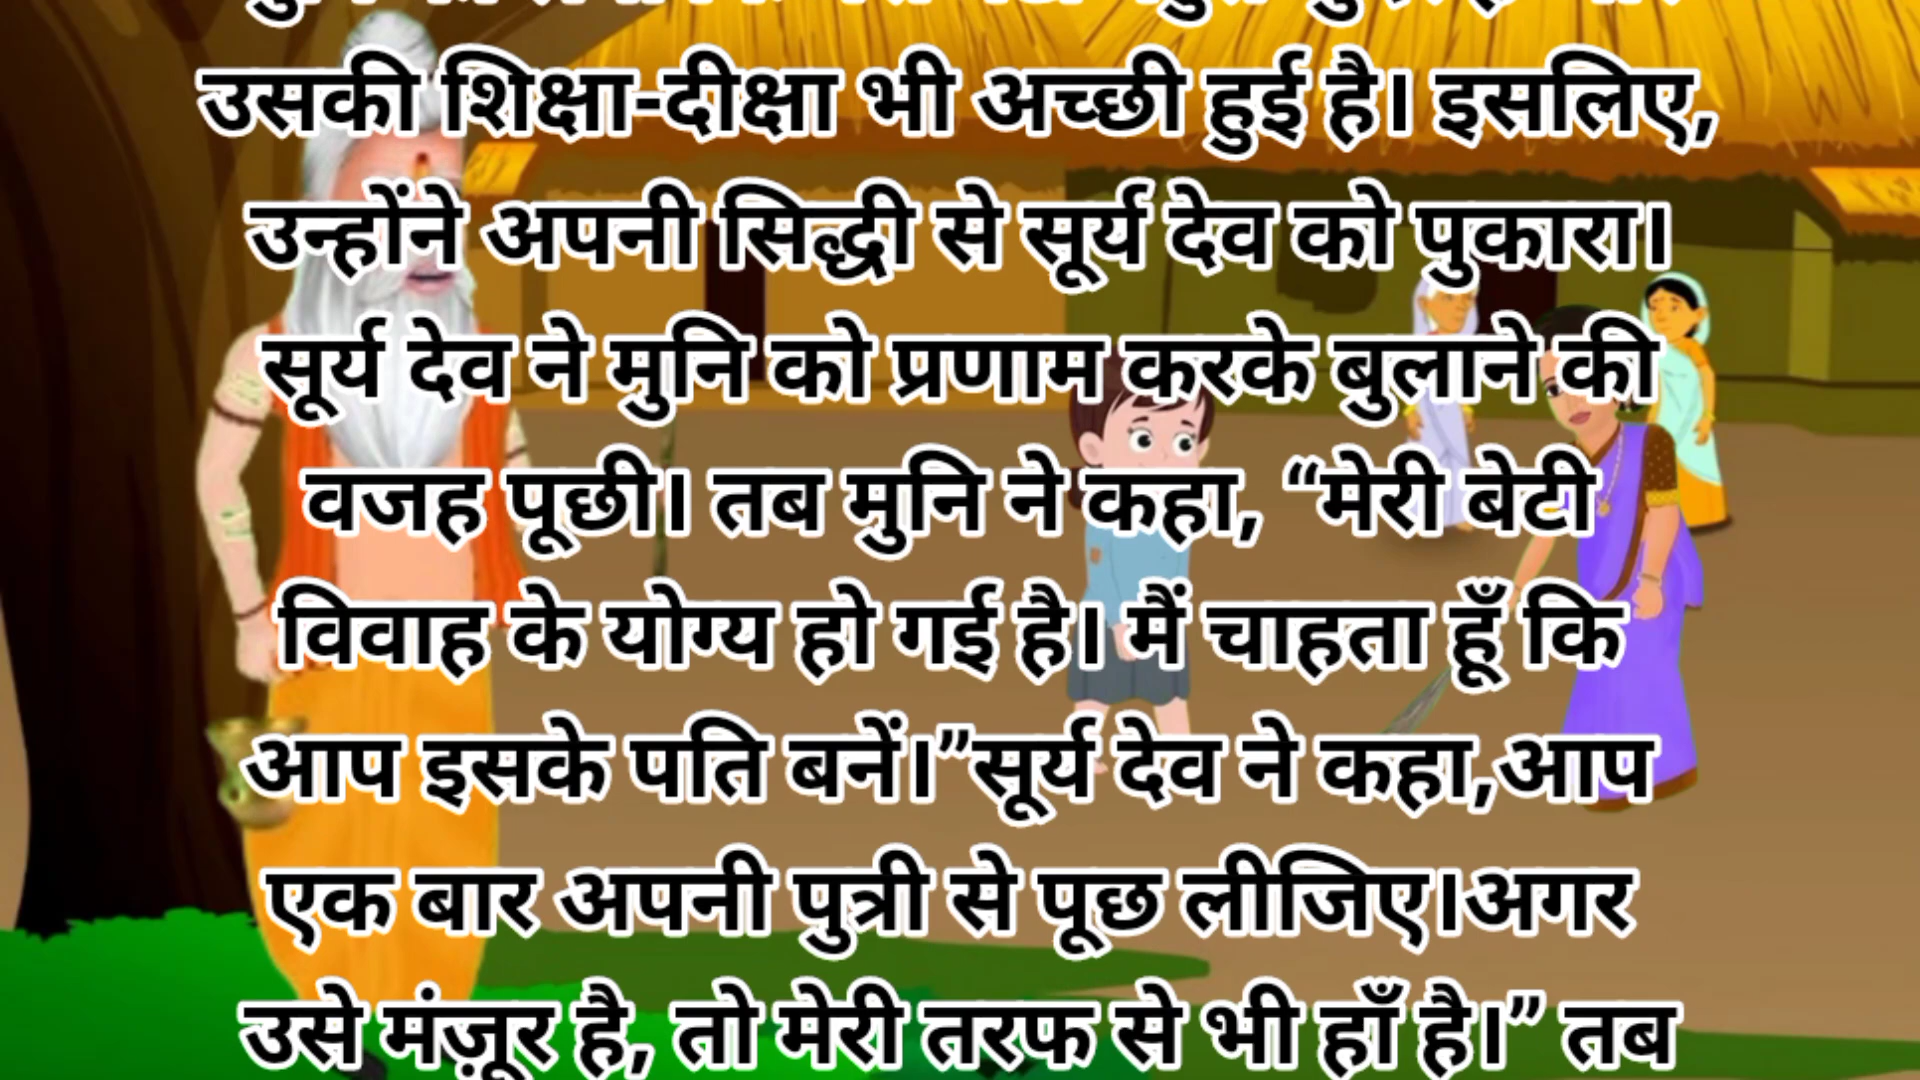 उसकी शिक्षा-दीक्षा भी अच्छी हुई है। इसलिए,
उन्होंने अपनी सिद्धी से सूर्य देव को पुकारा।
सूर्य देव ने मुनि को प्रणाम करके बुलाने की
वजह पूछी। तब मुनि ने कहा, “मेरी बेटी
विवाह के योग्य हो गई है। मैं चाहता हूँ कि
आप इसके पति बनें।”सूर्य देव ने कहा,आप
एक बार अपनी पुत्री से पूछ लीजिए।अगर
उसे मंज़ूर है, तो मेरी तरफ से भी हाँ है।” तब